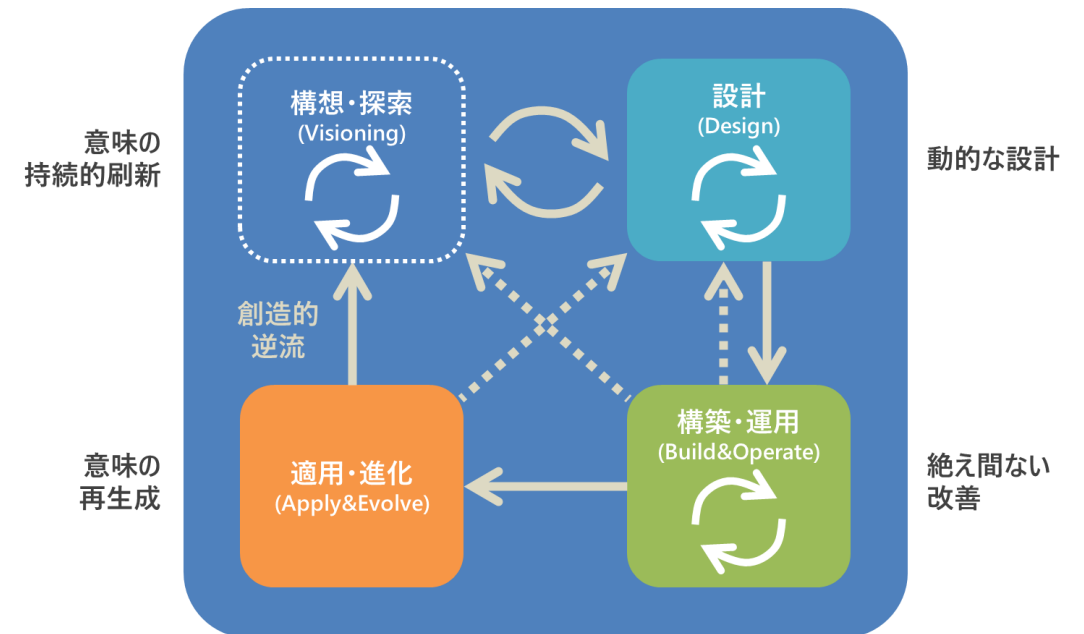 構想・探索
(Visioning)
設計
(Design)
意味の
持続的刷新
動的な設計
創造的
逆流
適用・進化
(Apply&Evolve)
構築・運用
(Build&Operate)
意味の
再生成
絶え間ない
改善